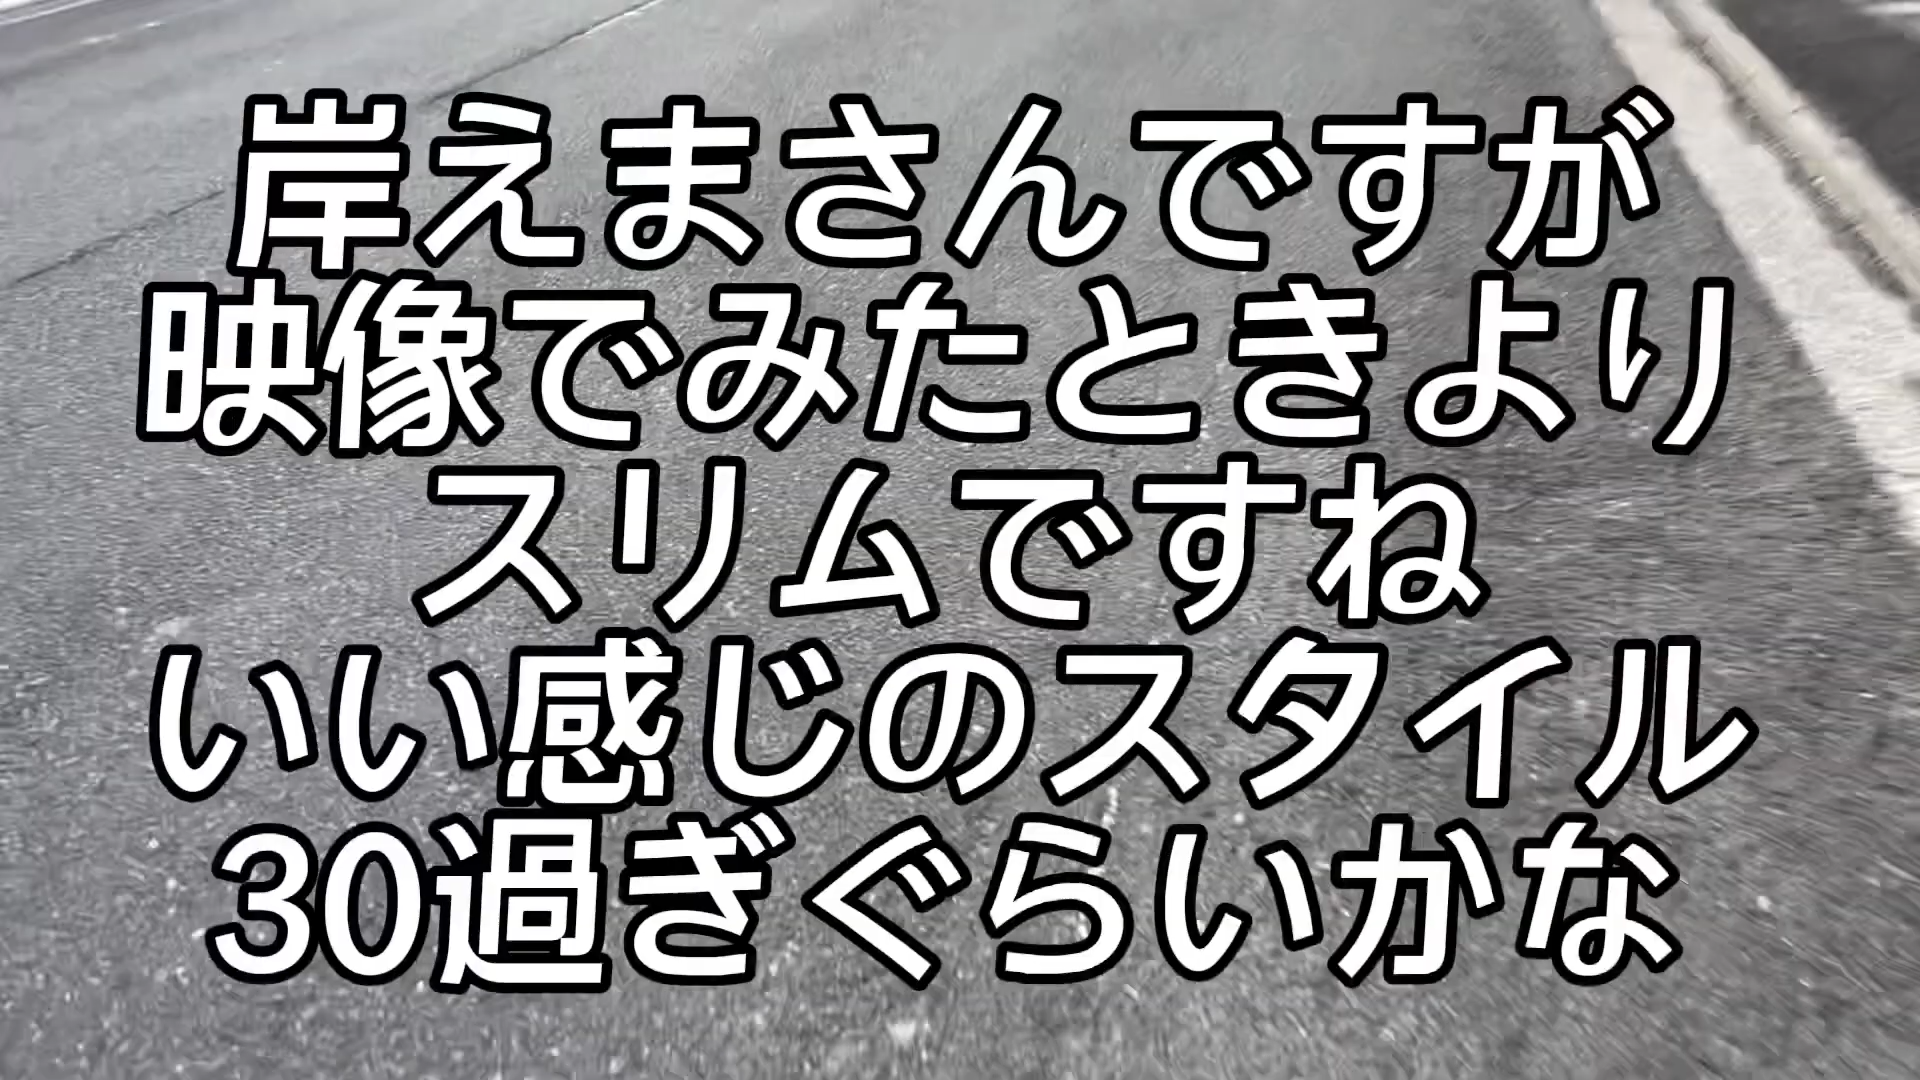 岸えまさんですが
映像でみたときより
スリムですね
いい感じのスタイル
30過ぎぐらいかな